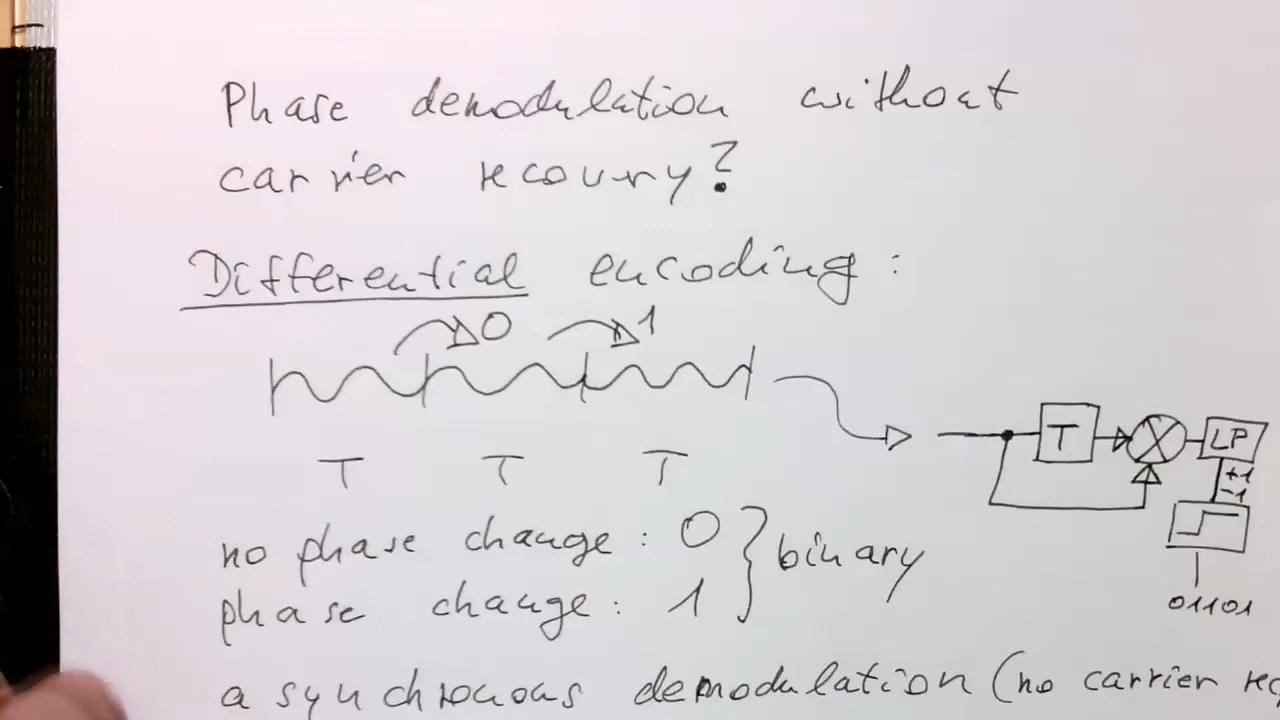 Phase demodulation without
carrier recovery?
Differential encoding:
0 1
T T T
T LP
+1
-1
no phase change: 0
phase change: 1
binary
01101
asynchronous demodulation (no carrier rec